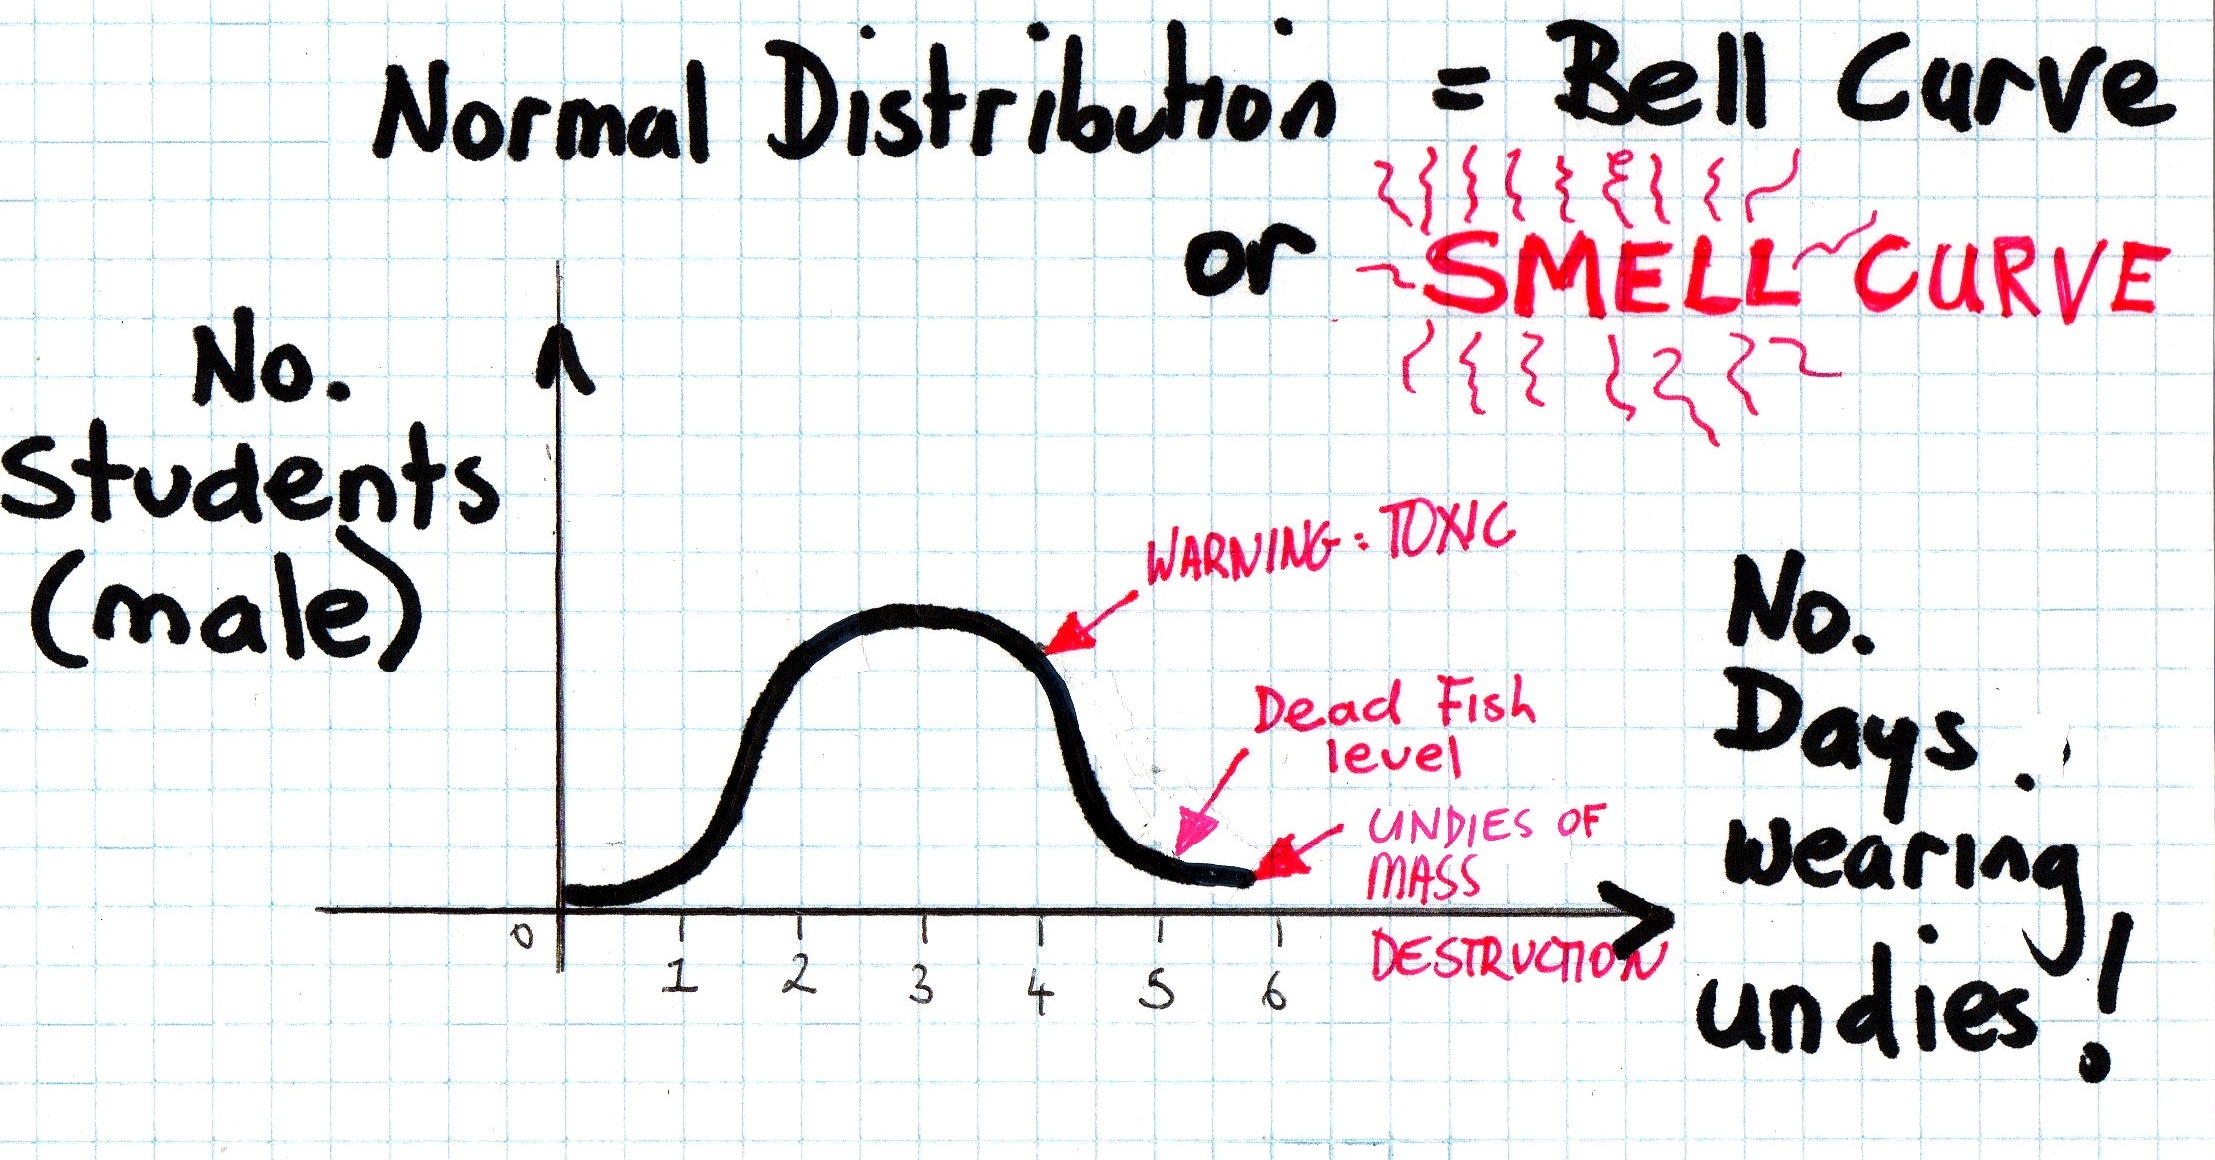 Normal Distribution = Bell Curve
or SMELL CURVE
No.
Students
(male)
WARNING: TOXIC
Dead Fish
level
UNDIES OF
MASS
DESTRUCTION
No.
Days
wearing
undies!
0 1 2 3 4 5 6